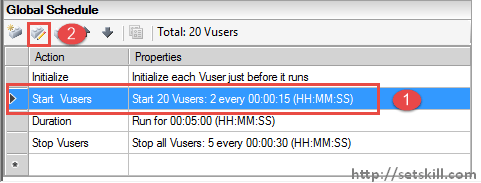 Global Schedule
2
Total: 20 Vusers
Action Properties
Initialize Initialize each Vuser just before it runs
Start Vusers Start 20 Vusers: 2 every 00:00:15 (HH:MM:SS)
1
Duration Run for 00:05:00 (HH:MM:SS)
Stop Vusers Stop all Vusers: 5 every 00:00:30 (HH:MM:SS)
*
http://setskill.com